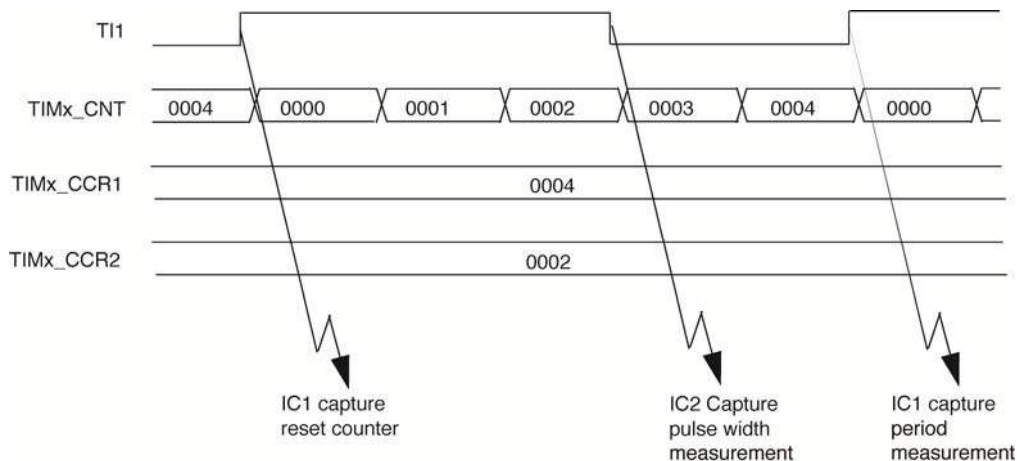 TI1
TIMx_CNT
0004 0000 0001 0002 0003 0004 0000
TIMx_CCR1
0004
TIMx_CCR2
0002
IC1 capture
reset counter
IC2 Capture
pulse width
measurement
IC1 capture
period
measurement